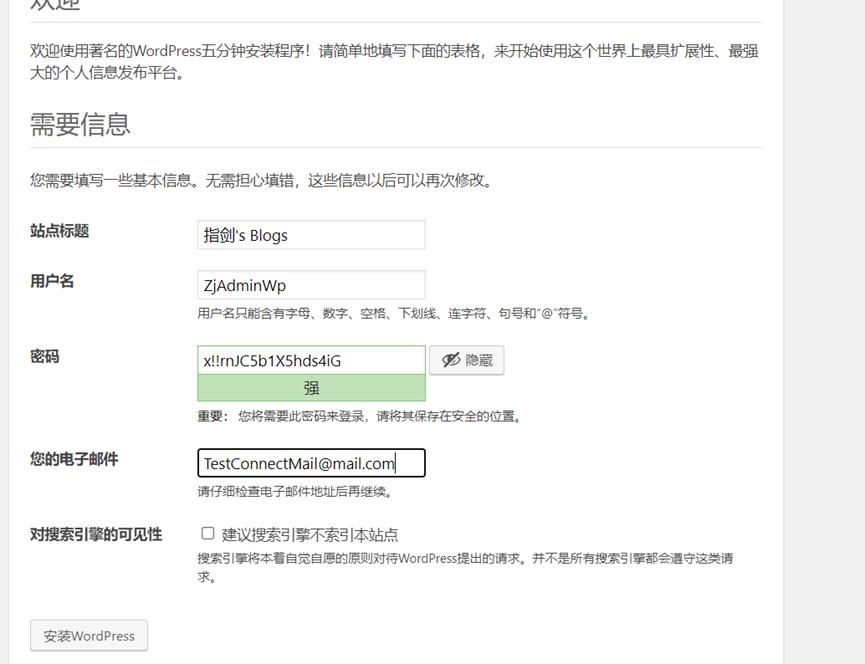 欢迎
欢迎使用著名的WordPress五分钟安装程序！请简单地填写下面的表格，来开始使用这个世界上最具扩展性、最强
大的个人信息发布平台。
需要信息
您需要填写一些基本信息。无需担心填错，这些信息以后可以再次修改。
站点标题
指剑's Blogs
用户名
ZjAdminWp
用户名只能含有字母、数字、空格、下划线、连字符、句号和“@”符号。
密码
x!!rnJC5b1X5hds4iG
隐藏
强
重要： 您将需要此密码来登录，请将其保存在安全的位置。
您的电子邮件
TestConnectMail@mail.com
请仔细检查电子邮件地址后再继续。
对搜索引擎的可见性
建议搜索引擎不索引本站点
搜索引擎将本着自觉自愿的原则对待WordPress提出的请求。并不是所有搜索引擎都会遵守这类请
求。
安装WordPress